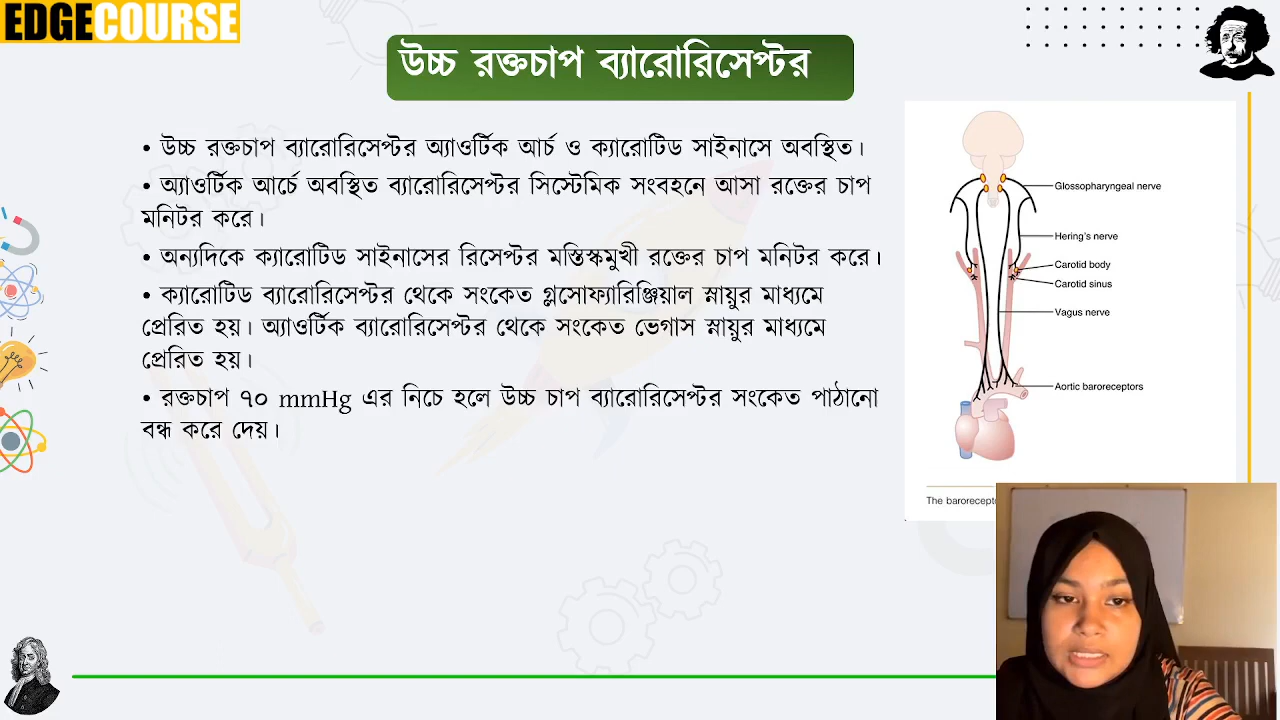 EDGECOURSE
উচ্চ রক্তচাপ ব্যারোরিসেপ্টর
• উচ্চ রক্তচাপ ব্যারোরিসেপ্টর অ্যাওর্টিক আর্চ ও ক্যারোটিড সাইনাসে অবস্থিত।
• অ্যাওর্টিক আর্চে অবস্থিত ব্যারোরিসেপ্টর সিস্টেমিক সংবহনে আসা রক্তের চাপ
মনিটর করে।
• অন্যদিকে ক্যারোটিড সাইনাসের রিসেপ্টর মস্তিস্কমুখী রক্তের চাপ মনিটর করে।
• ক্যারোটিড ব্যারোরিসেপ্টর থেকে সংকেত গ্লসোফ্যারিঞ্জিয়াল স্নায়ুর মাধ্যমে
প্রেরিত হয়। অ্যাওর্টিক ব্যারোরিসেপ্টর থেকে সংকেত ভেগাস স্নায়ুর মাধ্যমে
প্রেরিত হয়।
• রক্তচাপ ৭০ mmHg এর নিচে হলে উচ্চ চাপ ব্যারোরিসেপ্টর সংকেত পাঠানো
বন্ধ করে দেয়।
Glossopharyngeal nerve
Hering's nerve
Carotid body
Carotid sinus
Vagus nerve
Aortic baroreceptors
The